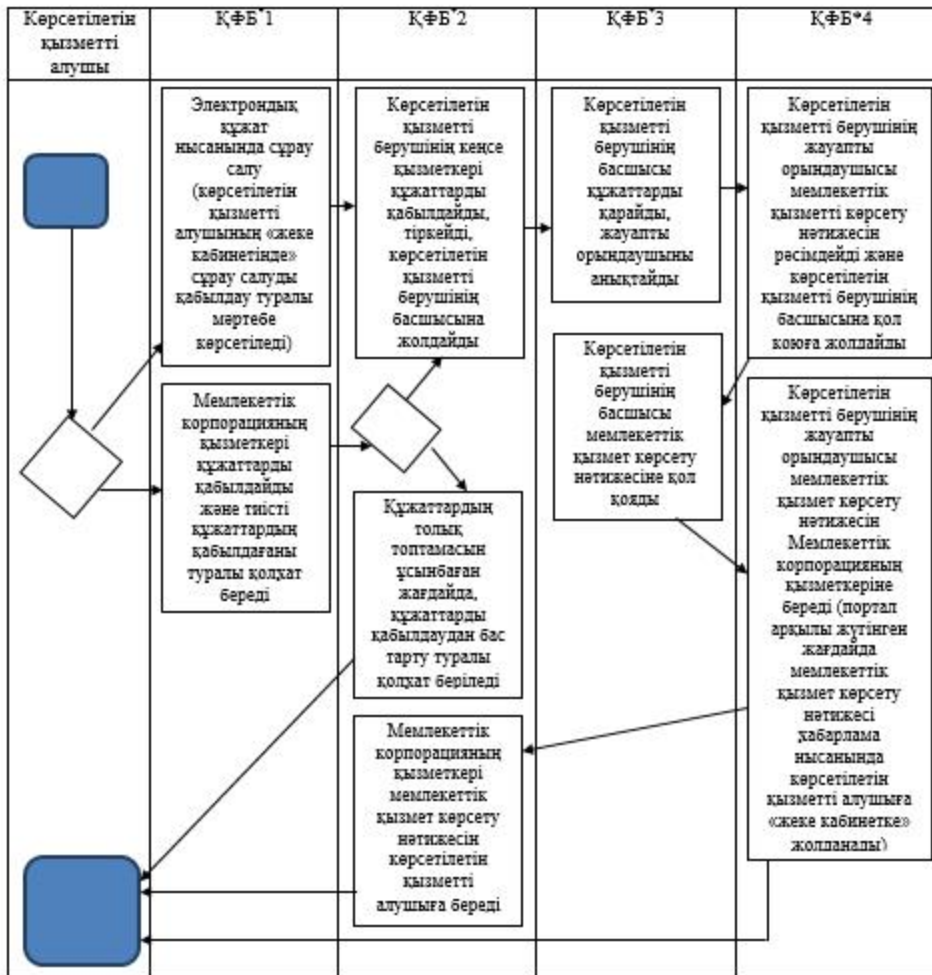 Көрсетілетін
қызметті
алушы
ҚФБ*1
ҚФБ*2
ҚФБ*3
ҚФБ*4
Электрондық
құжат
нысанында сұрау
салу
(көрсетілетін
қызметті
алушының «жеке
кабинетінде»
сұрау салуды
қабылдау туралы
мәртебе
көрсетіледі)
Мемлекеттік
корпорацияның
қызметкері
құжаттарды
қабылдайды
және тиісті
құжаттардың
қабылдағаны
туралы қолхат
береді
Көрсетілетін
қызметті
берушінің кеңсе
қызметкері
құжаттарды
қабылдайды,
тіркейді,
көрсетілетін
қызметті
берушінің
басшысына
жолдайды
Құжаттардың
толық
топтамасын
ұсынбаған
жағдайда,
құжаттарды
қабылдаудан бас
тарту туралы
қолхат беріледі
Мемлекеттік
корпорацияның
қызметкері
мемлекеттік
қызмет көрсету
нәтижесін
көрсетілетін
қызметті
алушыға береді
Көрсетілетін
қызметті
берушінің
басшысы
құжаттарды
қарайды,
жауапты
орындаушыны
анықтайды
Көрсетілетін
қызметті
берушінің
басшысы
мемлекеттік
қызмет көрсету
нәтижесіне қол
қояды
Көрсетілетін
қызметті берушінің
жауапты
орындаушысы
мемлекеттік
қызметті көрсету
нәтижесін
рәсімдейді және
көрсетілетін
қызметті берушінің
басшысына қол
қоюға жолдайды
Көрсетілетін
қызметті берушінің
жауапты
орындаушысы
мемлекеттік
қызмет көрсету
нәтижесін
Мемлекеттік
корпорацияның
қызметкеріне
береді (портал
арқылы жүгінген
жағдайда
мемлекеттік
қызмет көрсету
нәтижесі
хабарлама
нысанында
көрсетілетін
қызметті алушыға
«жеке кабинетке»
жолданады)